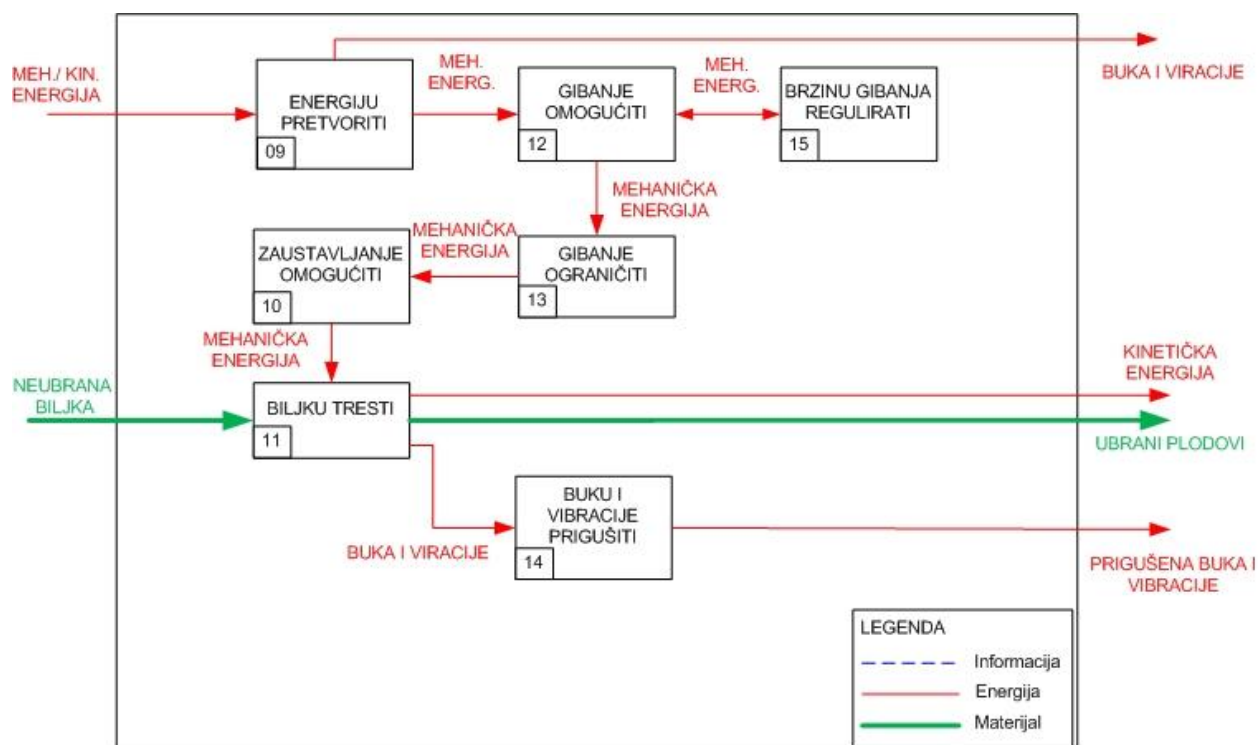 MEH./ KIN.
ENERGIJA
ENERGIJU
PRETVORITI
09
MEH.
ENERG.
GIBANJE
OMOGUĆITI
12
MEH.
ENERG.
BRZINU GIBANJA
REGULIRATI
15
BUKA I VIRACIJE
MEHANIČKA
ENERGIJA
ZAUSTAVLJANJE
OMOGUĆITI
10
MEHANIČKA
ENERGIJA
GIBANJE
OGRANIČITI
13
MEHANIČKA
ENERGIJA
NEUBRANA
BILJKA
BILJKU TRESTI
11
KINETIČKA
ENERGIJA
UBRANI PLODOVI
BUKA I VIRACIJE
BUKU I
VIBRACIJE
PRIGUŠITI
14
PRIGUŠENA BUKA I
VIBRACIJE
LEGENDA
Informacija
Energija
Materijal